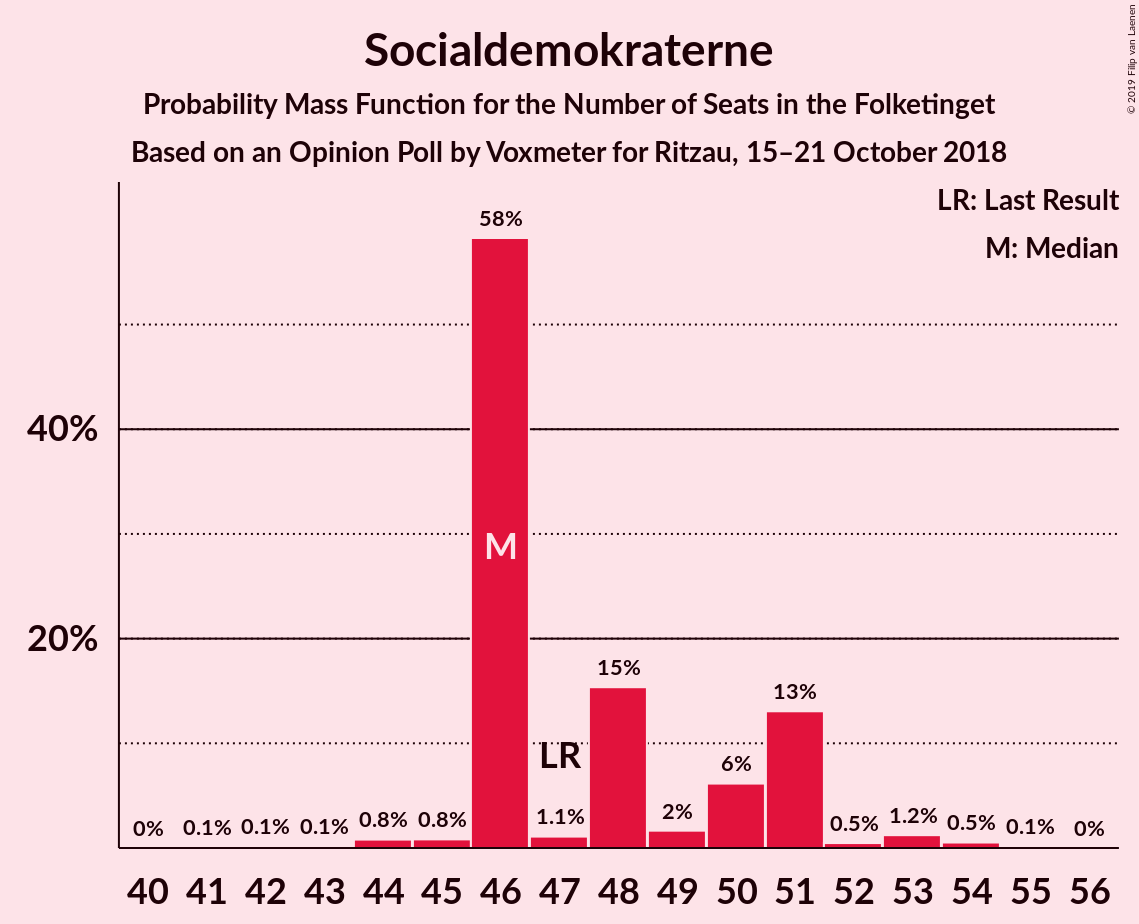 Socialdemokraterne
Probability Mass Function for the Number of Seats in the Folketinget
Based on an Opinion Poll by Voxmeter for Ritzau, 15–21 October 2018
© 2019 Filip van Laenen
LR: Last Result
M: Median
58%
40%
M
20%
15%
13%
LR
6%
0% 0.1% 0.1% 0.1% 0.8% 0.8% 1.1% 2% 0.5% 1.2% 0.5% 0.1% 0%
40 41 42 43 44 45 46 47 48 49 50 51 52 53 54 55 56